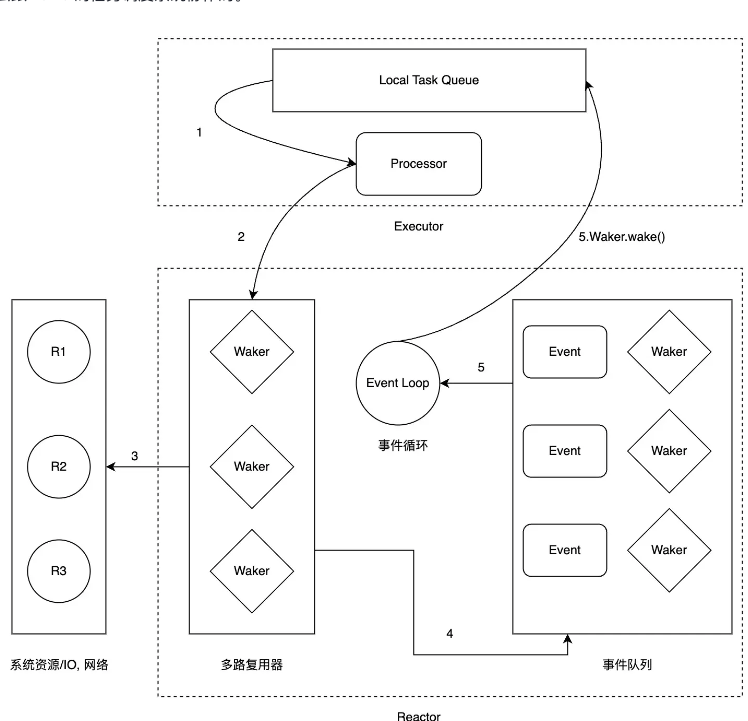 Local Task Queue
1
Processor
Executor
2
5.Waker.wake()
R1
Waker
Event
Waker
5
Event Loop
事件循环
R2
3
Waker
Event
Waker
R3
Waker
Event
Waker
4
系统资源/IO, 网络
多路复用器
事件队列
Reactor